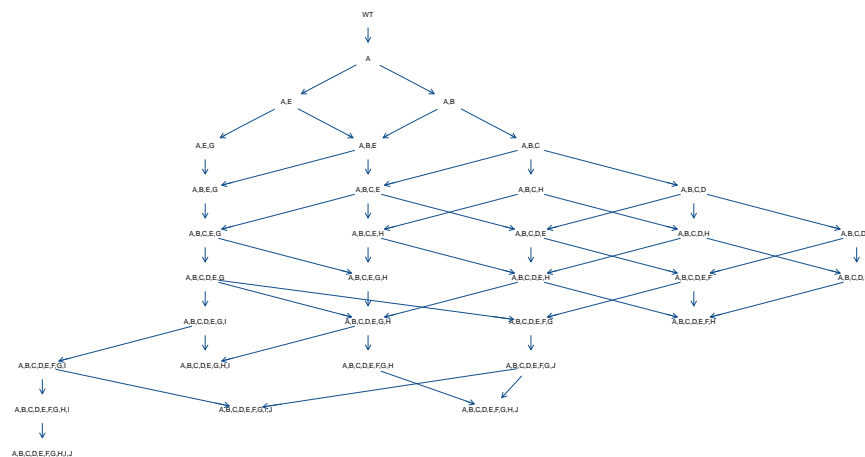 WT
A
A,E A,B
A,E,G A,B,E A,B,C
A,B,E,G A,B,C,E A,B,C,H A,B,C,D
A,B,C,E,G A,B,C,E,H A,B,C,D,E A,B,C,D,H A,B,C,D
A,B,C,D,E,G A,B,C,E,G,H A,B,C,D,E,H A,B,C,D,E,F A,B,C,D,
A,B,C,D,E,G,I A,B,C,D,E,G,H A,B,C,D,E,F,G A,B,C,D,E,F,H
A,B,C,D,E,F,G,I A,B,C,D,E,G,H,I A,B,C,D,E,F,G,H A,B,C,D,E,F,G,J
A,B,C,D,E,F,G,H,I A,B,C,D,E,F,G,I,J A,B,C,D,E,F,G,H,J
A,B,C,D,E,F,G,H,I,J